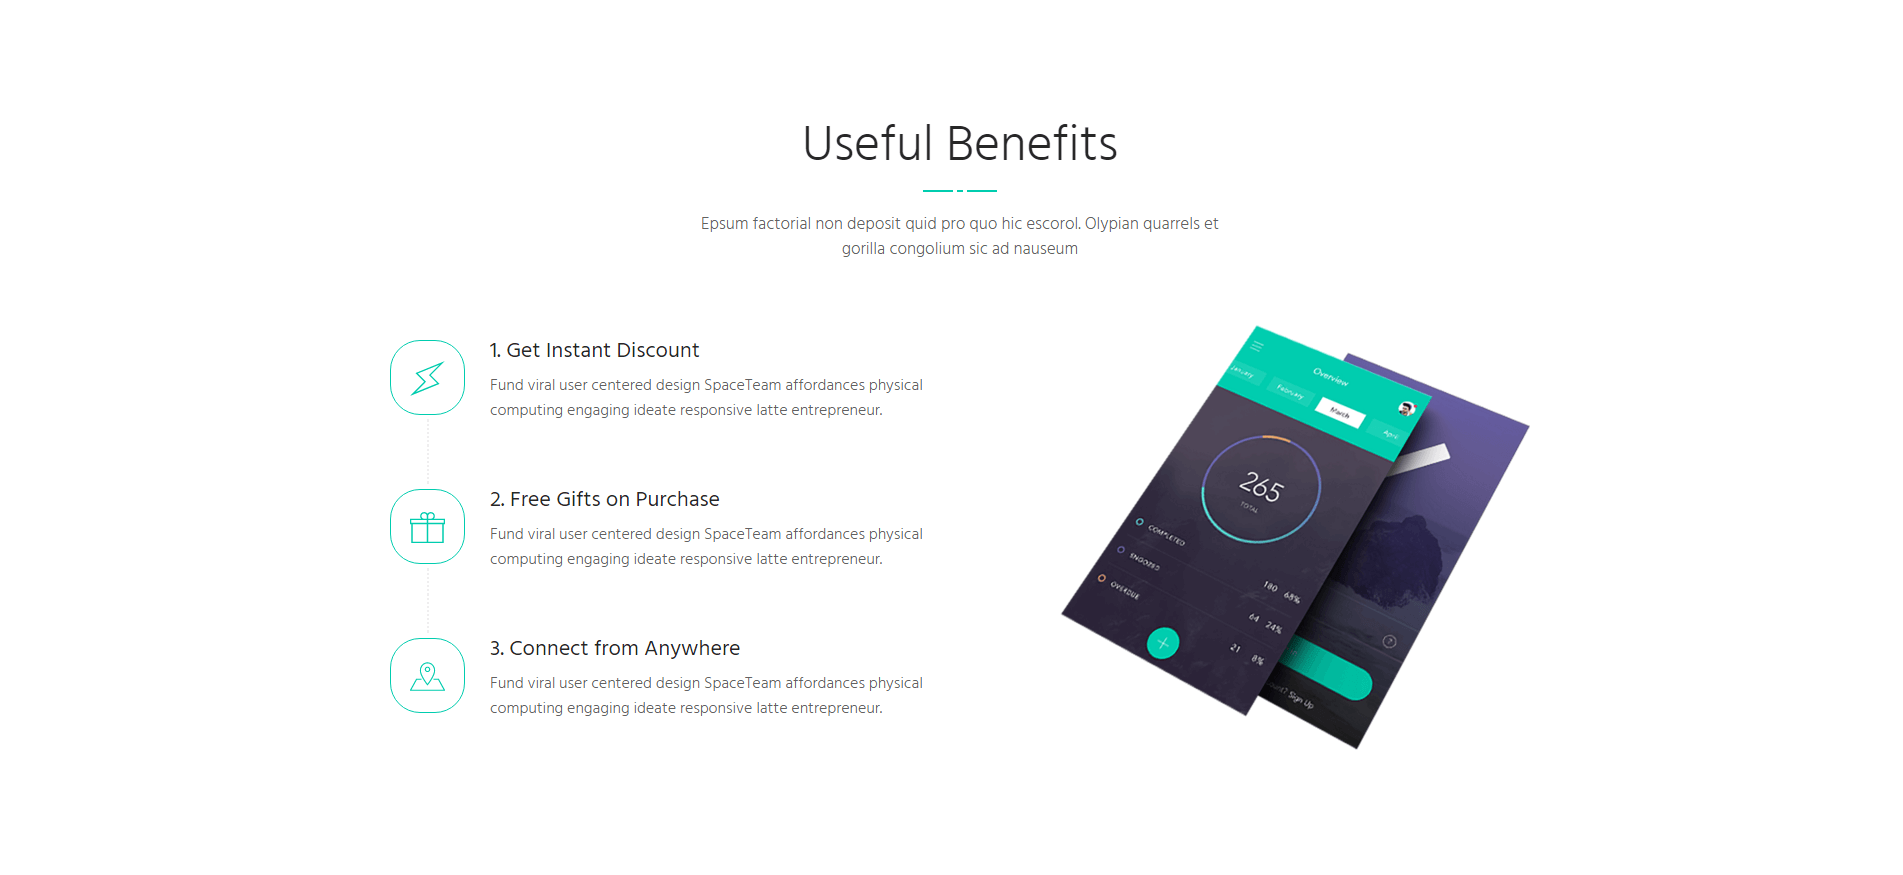 Useful Benefits
Epsum factorial non deposit quid pro quo hic escorol. Olypian quarrels et
gorilla congolium sic ad nauseum
1. Get Instant Discount
Fund viral user centered design SpaceTeam affordances physical
computing engaging ideate responsive latte entrepreneur.
2. Free Gifts on Purchase
Fund viral user centered design SpaceTeam affordances physical
computing engaging ideate responsive latte entrepreneur.
3. Connect from Anywhere
Fund viral user centered design SpaceTeam affordances physical
computing engaging ideate responsive latte entrepreneur.
Overview
January February March April
265
TOTAL
COMPLETED 180 68%
64 24%
OVERDUE 21 8%
?
Sign Up